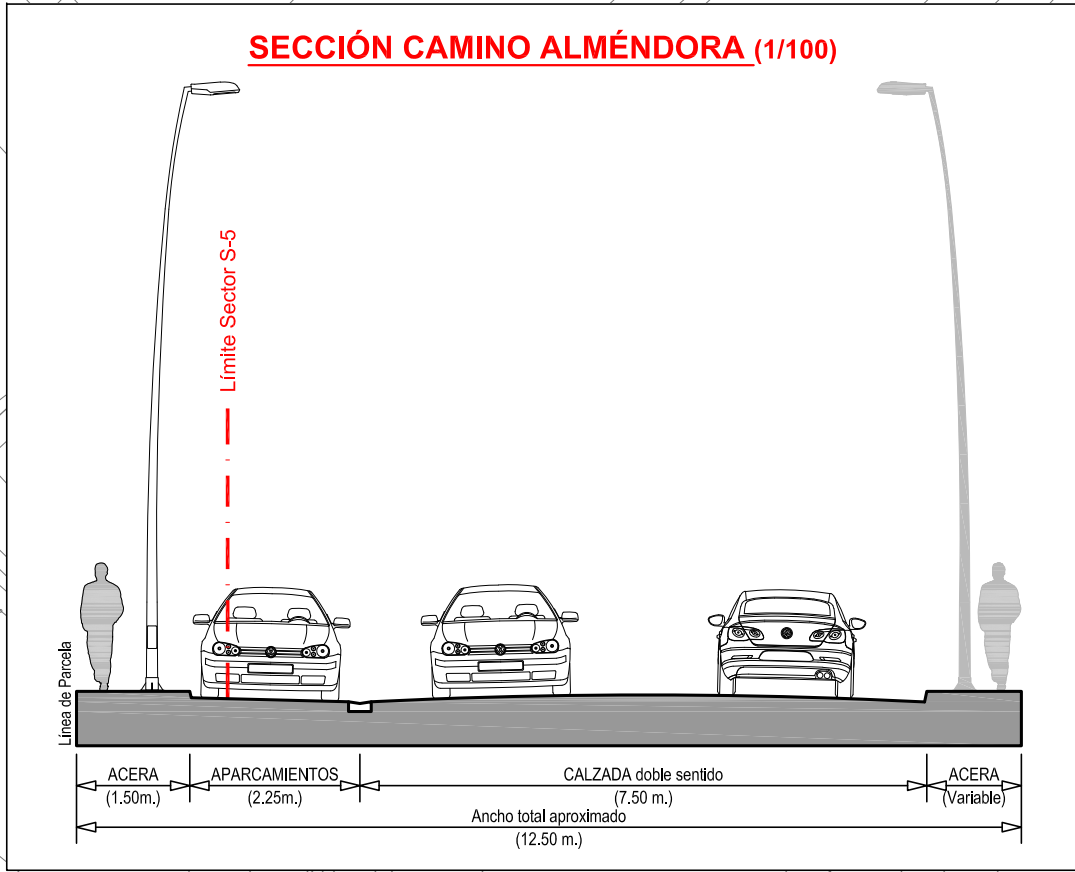 SECCIÓN CAMINO ALMÉNDORA (1/100)
Límite Sector S-5
Línea de Parcela
ACERA
(1.50m.)
APARCAMIENTOS
(2.25m.)
CALZADA doble sentido
(7.50 m.)
ACERA
(Variable)
Ancho total aproximado
(12.50 m.)